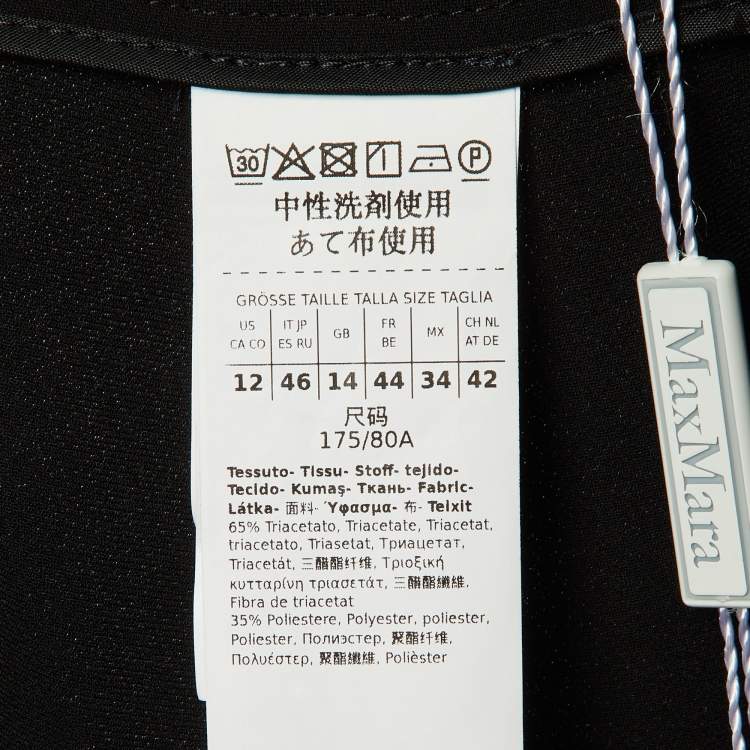 30 P
中性洗剤使用
あて布使用
GRÖSSE TAILLE TALLA SIZE TAGLIA
US IT JP GB FR MX CH NL
CA CO ES RU BE AT DE
12 46 14 44 34 42
尺码
175/80A
Tessuto- Tissu- Stoff- tejido-
Tecido- Kumaş- Ткань- Fabric-
Látka- 面料- Ύφασμα- 布- Teixit
65% Triacetato, Triacetate, Triacetat,
triacetato, Triasetat, Триацетат,
Triacetát, 三醋酯纤维, Τριοξική
κυτταρίνη τριασετάτ, 三醋酯纖維,
Fibra de triacetat
35% Poliestere, Polyester, poliester,
Poliester, Полиэстер, 聚酯纤维,
Πολυέστερ, 聚酯纖維, Polièster
MaxMara